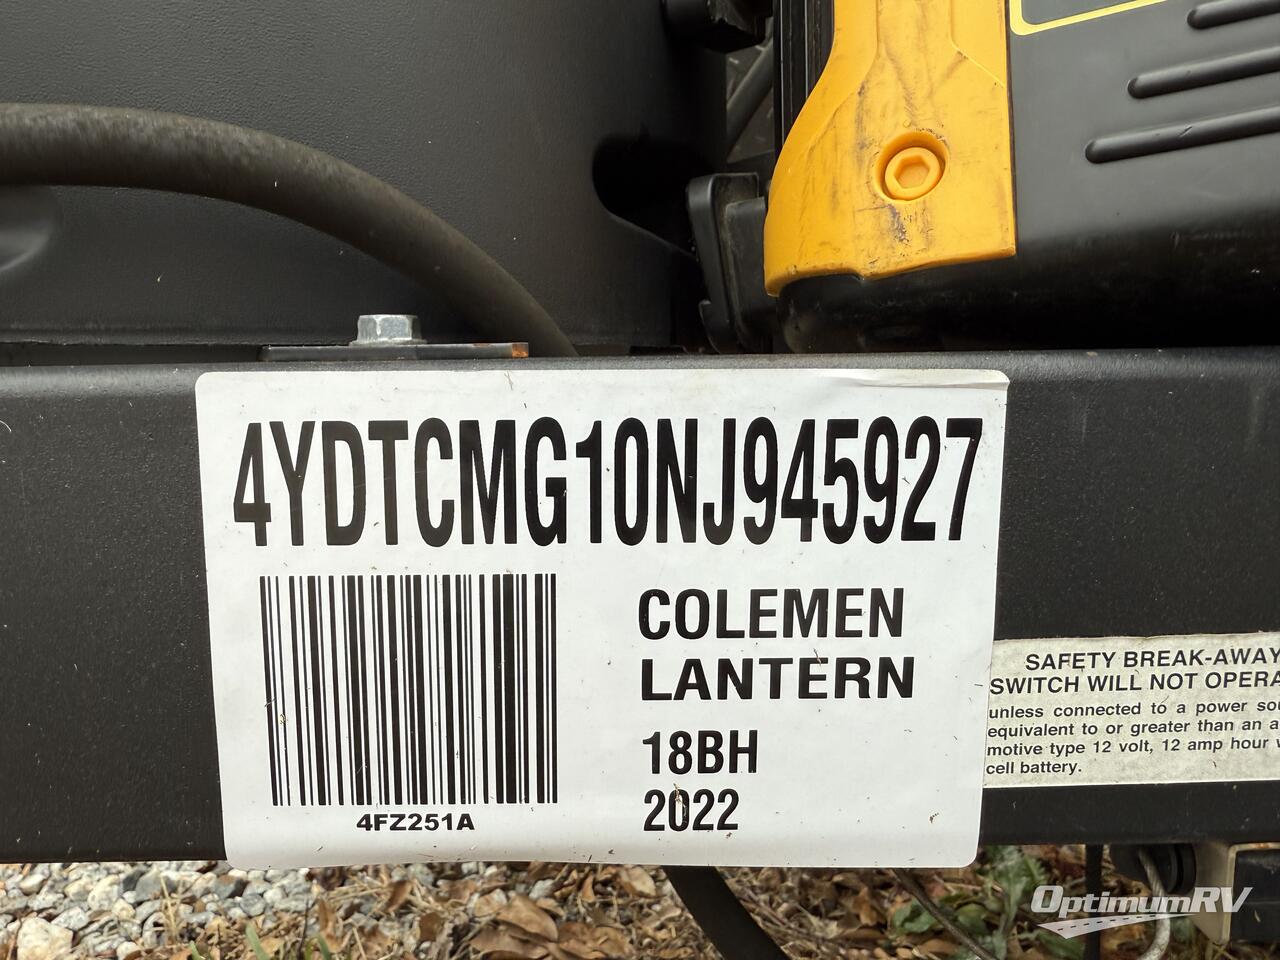 4YDTCMG10NJ945927
COLEMEN
LANTERN
18BH
2022
4FZ251A
SAFETY BREAK-AWAY
SWITCH WILL NOT OPERA
unless connected to a power sou
equivalent to or greater than an a
motive type 12 volt, 12 amp hour
cell battery.
OptimumRV